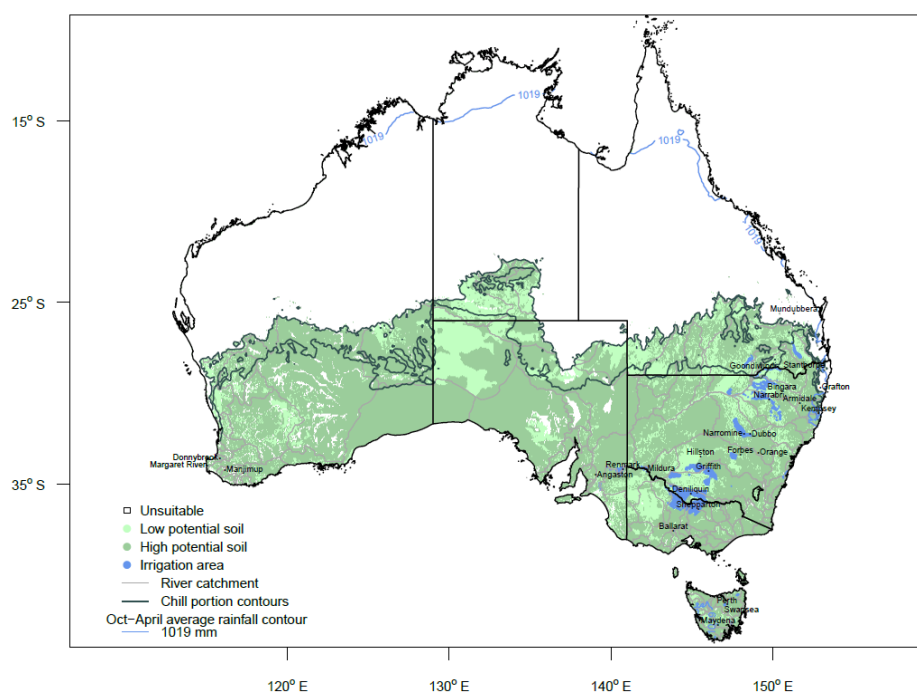 1019
1019
1019
15° S
25° S
35° S
Mundubbera
Goondiwindi
Stanthorpe
Bingara
Grafton
Narrabri
Armidale
Kempsey
Narromine
Dubbo
Hillston
Forbes
Orange
Donnybrook
Margaret River
Manjimup
Renmark
Mildura
Griffith
Angaston
Deniliquin
Shepparton
Ballarat
Perth
Swansea
Maydena
Unsuitable
Low potential soil
High potential soil
Irrigation area
River catchment
Chill portion contours
Oct-April average rainfall contour
1019 mm
120° E
130° E
140° E
150° E